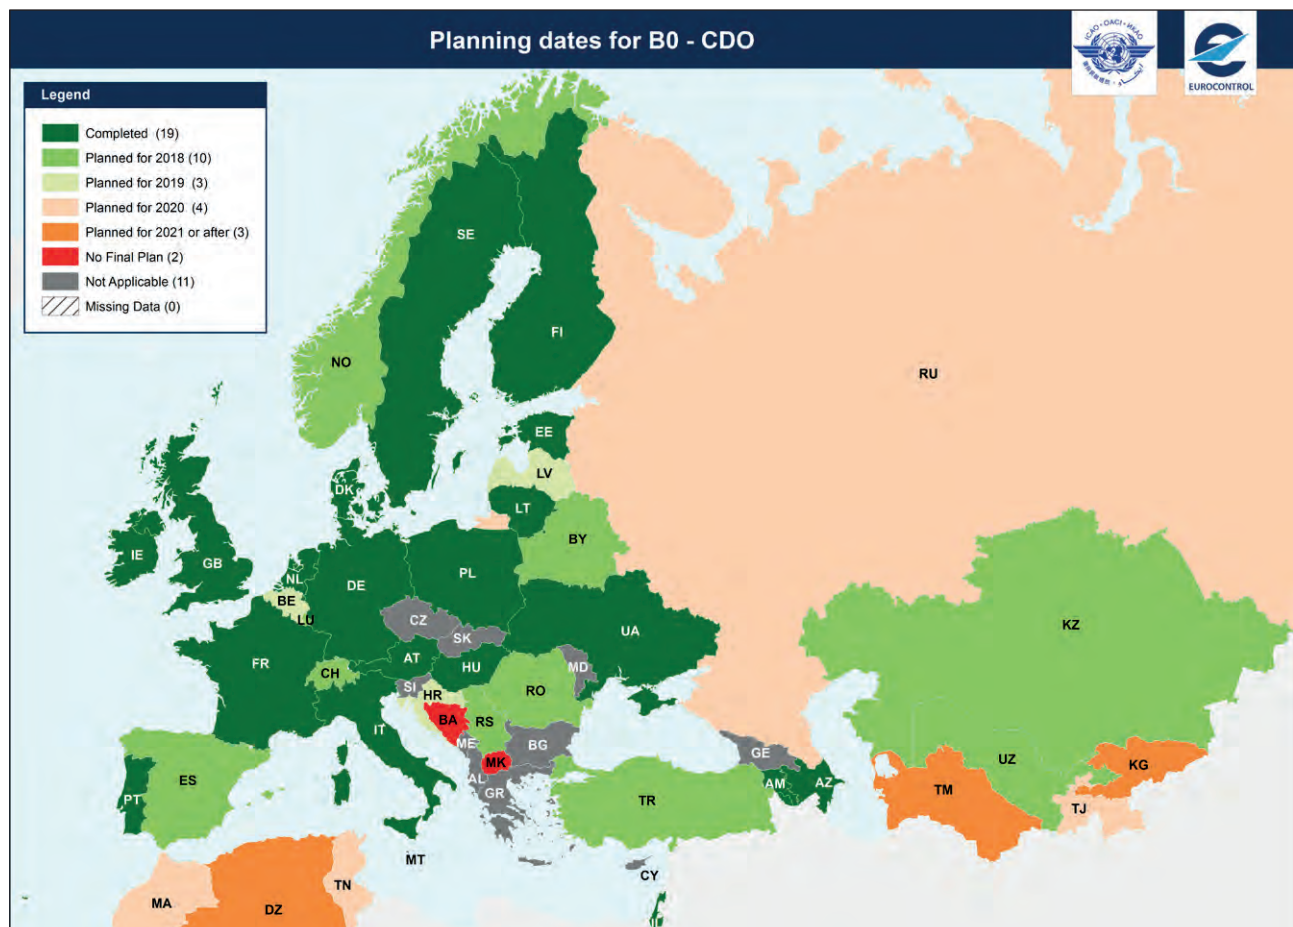 Planning dates for B0 - CDO
ICAO · OACI · ИКАО
EUROCONTROL
Legend
Completed (19)
Planned for 2018 (10)
Planned for 2019 (3)
Planned for 2020 (4)
Planned for 2021 or after (3)
No Final Plan (2)
Not Applicable (11)
Missing Data (0)
SE
FI
NO
RU
EE
LV
DK
LT
IE
BY
GB
NL
DE
PL
BE
LU
CZ
KZ
UA
SK
FR
AT
HU
MD
CH
SI
HR
RO
BA
RS
IT
ME
BG
GE
MK
UZ
KG
ES
AL
AM
AZ
TM
PT
GR
TR
TJ
MT
CY
TN
MA
DZ
IL